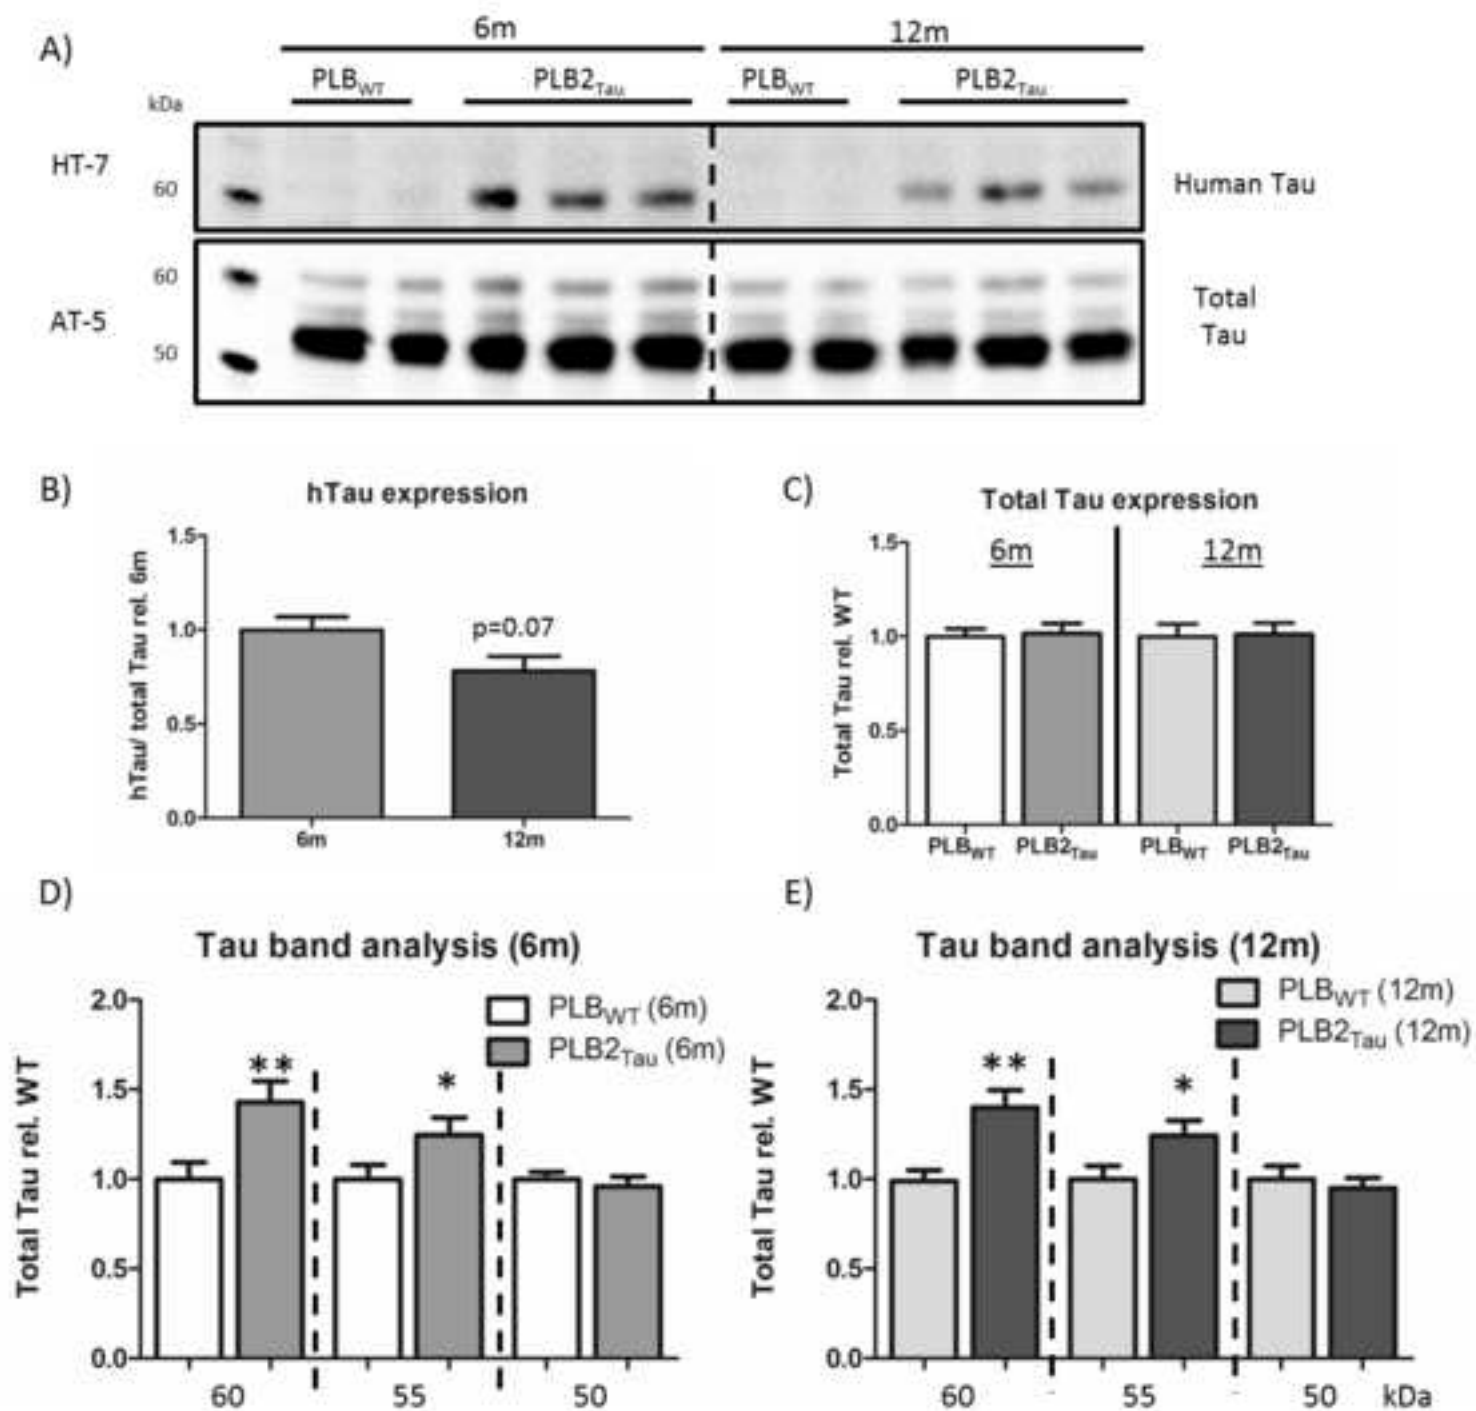 A)
6m
12m
PLBWT
PLB2Tau
PLBWT
PLB2Tau
kDa
HT-7
60
Human Tau
AT-5
60
50
Total
Tau
B)
hTau expression
hTau/ total Tau rel. 6m
1.5
1.0
0.5
0.0
p=0.07
6m
12m
C)
Total Tau expression
6m
12m
Total Tau rel. WT
1.5
1.0
0.5
0.0
PLBWT
PLB2Tau
PLBWT
PLB2Tau
D)
Tau band analysis (6m)
PLBWT (6m)
PLB2Tau (6m)
Total Tau rel. WT
2.0
1.5
1.0
0.5
0.0
**
*
60
55
50
E)
Tau band analysis (12m)
PLBWT (12m)
PLB2Tau (12m)
Total Tau rel. WT
2.0
1.5
1.0
0.5
0.0
**
*
60
55
50
kDa